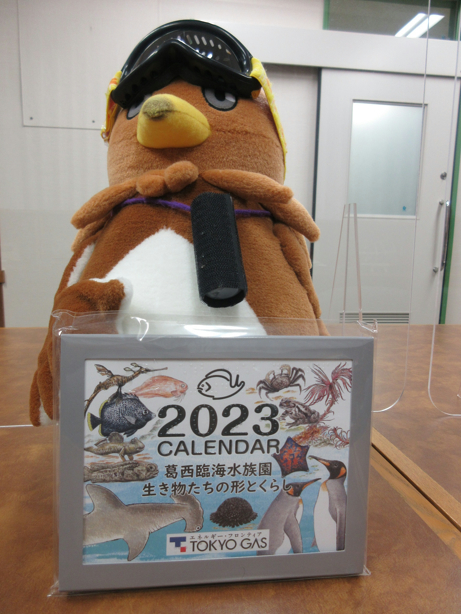 2023
CALENDAR
葛西臨海水族園
生き物たちの形とくらし
エネルギー・フロンティア
TOKYO GAS